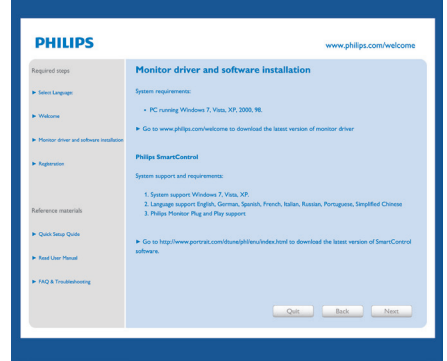 PHILIPS
www.philips.com/welcome
Required steps
► Select Language
► Welcome
► Monitor driver and software installation
► Registration
Reference materials
► Quick Setup Guide
► Read User Manual
► FAQ & Troubleshooting
Monitor driver and software installation
System requirements:
• PC running Windows 7, Vista, XP, 2000, 98.
► Go to www.philips.com/welcome to download the latest version of monitor driver
Philips SmartControl
System support and requirements:
1. System support Windows 7, Vista, XP.
2. Language support English, German, Spanish, French, Italian, Russian, Portuguese, Simplified Chinese
3. Philips Monitor Plug and Play support
► Go to http://www.portrait.com/dtune/phl/enu/index.html to download the latest version of SmartControl
software.
Quit
Back
Next